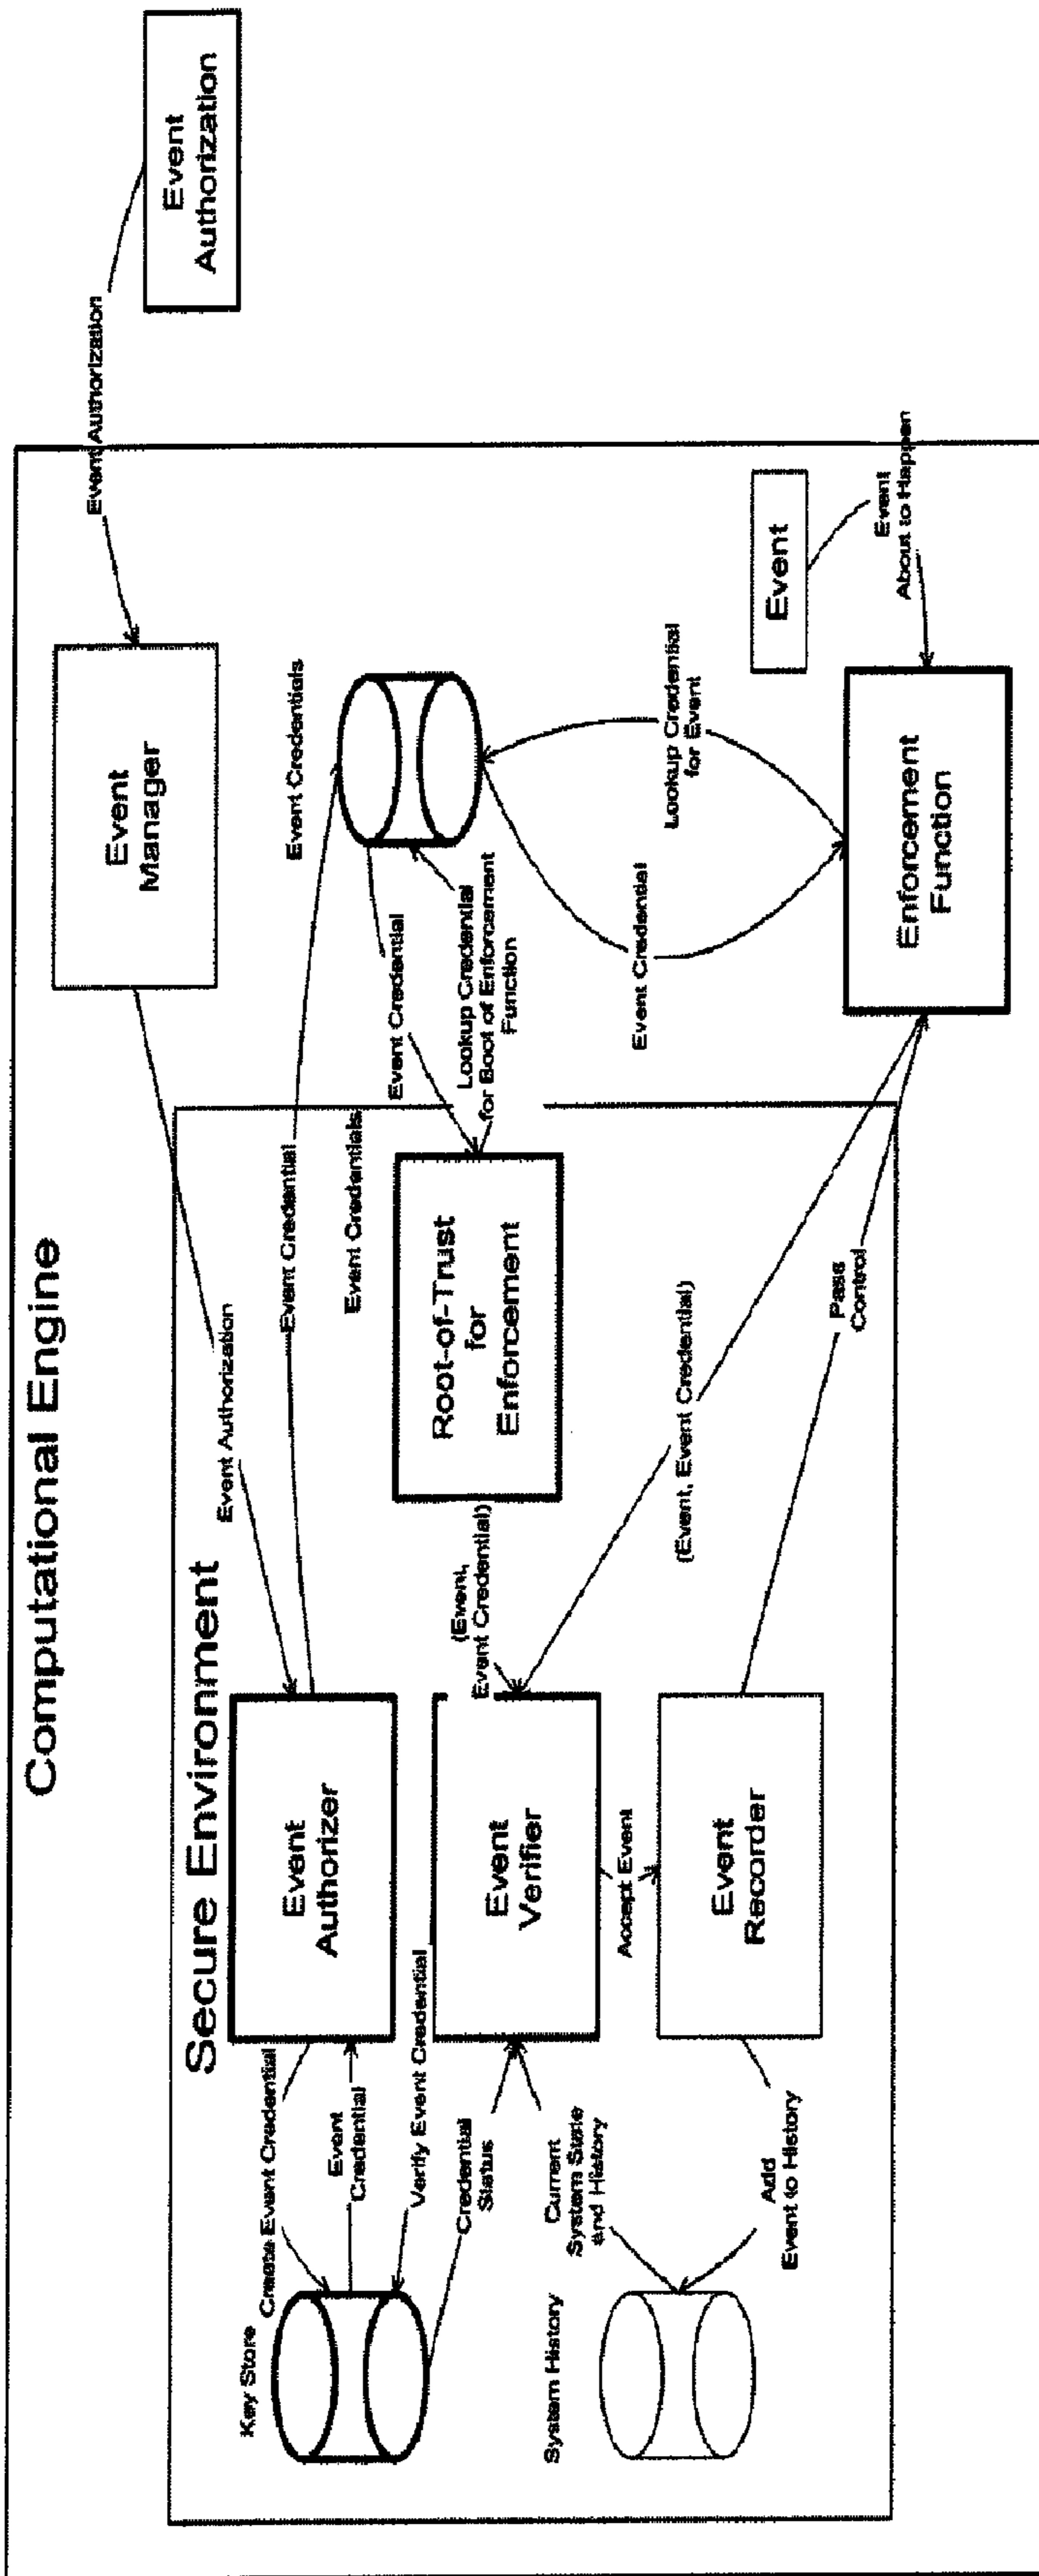 Computational Engine
Event
Authorization
Event Authorization
Event
Manager
Secure Environment
Event Authorization
Event Credential
Event Credentials
Event Credentials
Key Store
Create Event Credential
Event
Credential
Event
Authorizer
Verify Event Credential
Credential
Status
Root-of-Trust
for
Enforcement
Event Credential
Lookup Credential
for Boot of Enforcement
Function
(Event,
Event Credential)
Event
Verifier
Current
System State
and History
System History
Accept Event
Event
Recorder
Add
Event to History
(Event, Event Credential)
Pass
Control
Event Credential
Lookup Credential
for Event
Event
Event
About to Happen
Enforcement
Function